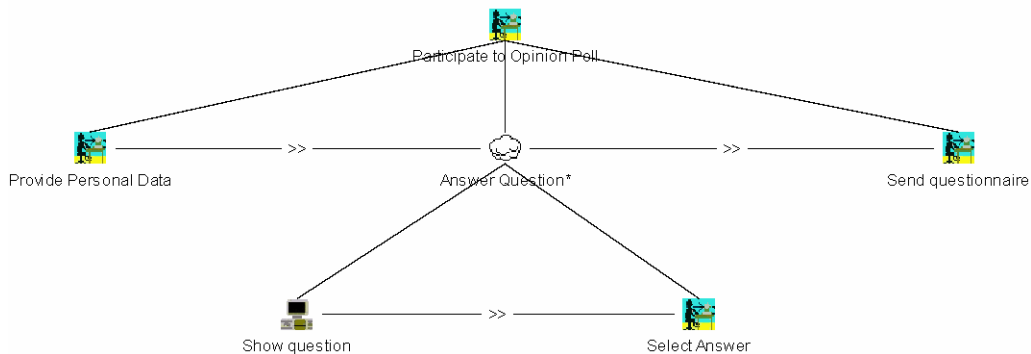 Participate to Opinion Poll
>>
>>
Provide Personal Data
Answer Question*
Send questionnaire
>>
Show question
Select Answer